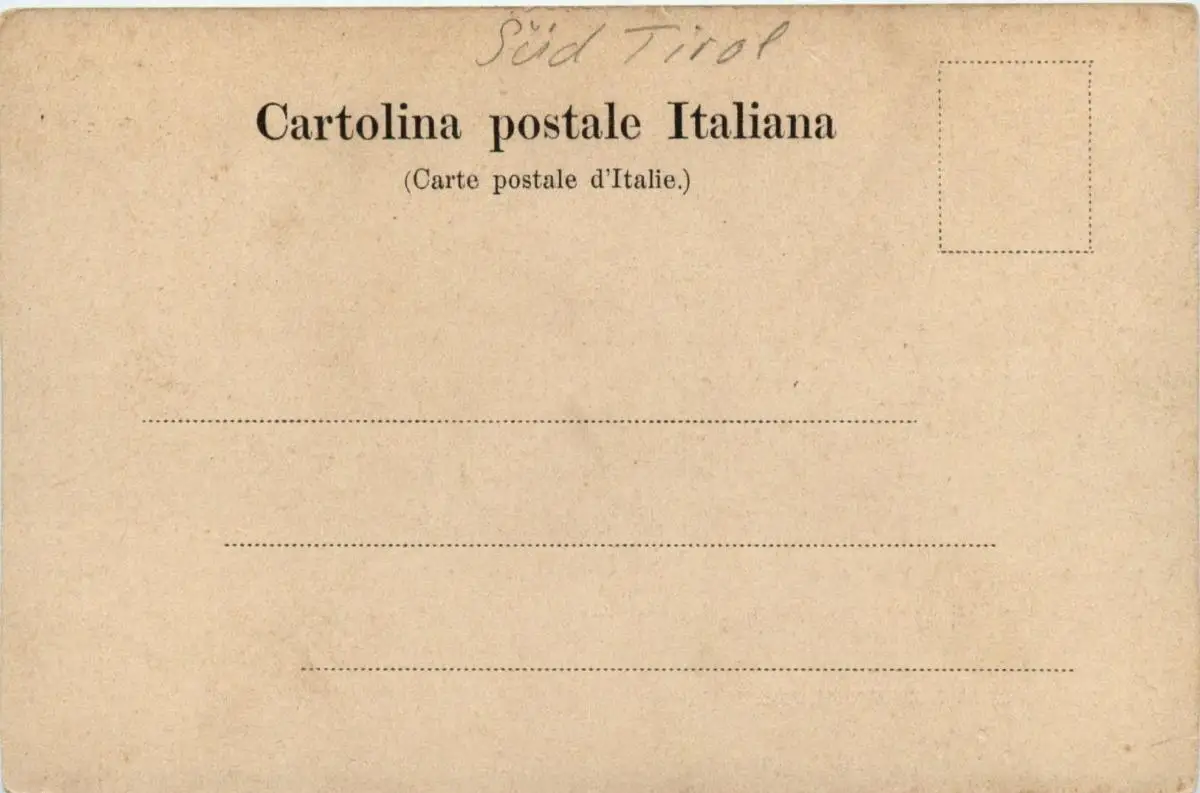 Süd Tirol
Cartolina postale Italiana
(Carte postale d'Italie.)